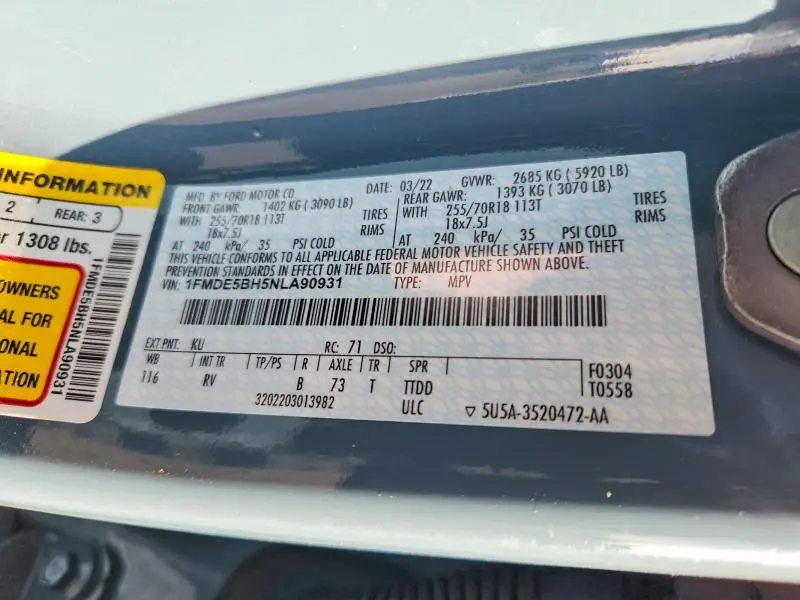 INFORMATION
2
REAR: 3
1308 lbs.
OWNERS
AL FOR
ONAL
ATION
1FMDE5BH5NLA90931
MFD. BY FORD MOTOR CO.
DATE: 03/22 GVWR: 2685 KG ( 5920 LB)
FRONT GAWR: 1402 KG ( 3090 LB)
REAR GAWR: 1393 KG ( 3070 LB)
WITH 255/70R18 113T TIRES
WITH 255/70R18 113T TIRES
18x7.5J RIMS
18x7.5J RIMS
AT 240 kPa/ 35 PSI COLD
AT 240 kPa/ 35 PSI COLD
THIS VEHICLE CONFORMS TO ALL APPLICABLE FEDERAL MOTOR VEHICLE SAFETY AND THEFT
PREVENTION STANDARDS IN EFFECT ON THE DATE OF MANUFACTURE SHOWN ABOVE.
VIN: 1FMDE5BH5NLA90931 TYPE: MPV
EXT PNT: KU RC: 71 DSO:
WB INT TR TP/PS R AXLE TR SPR
116 RV B 73 T TTDD
F0304
T0558
3202203013982 ULC ▽ 5U5A-3520472-AA